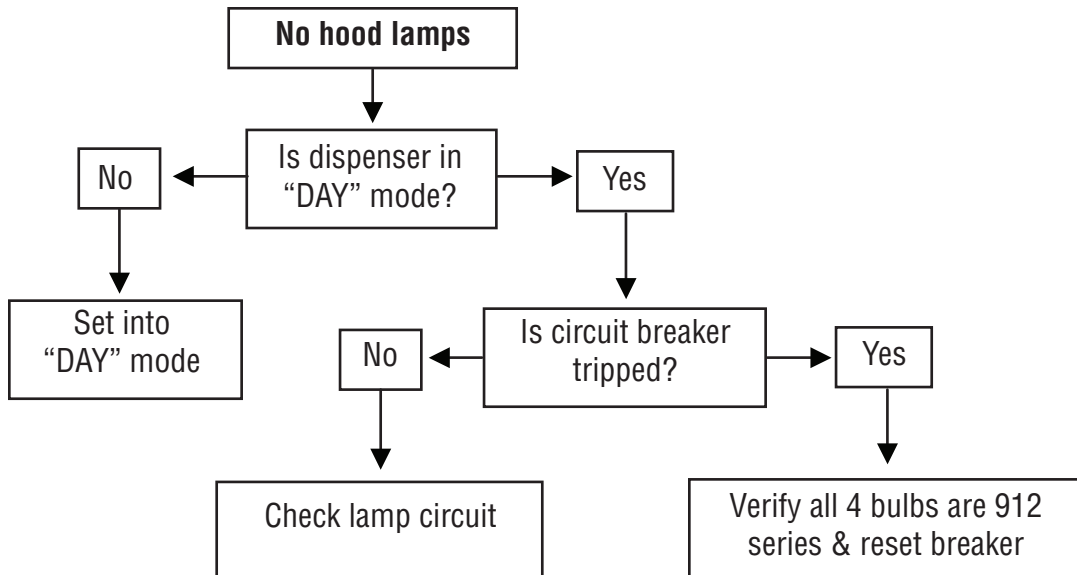 No hood lamps
Is dispenser in
“DAY” mode?
No
Yes
Set into
“DAY” mode
Is circuit breaker
tripped?
No
Yes
Check lamp circuit
Verify all 4 bulbs are 912
series & reset breaker